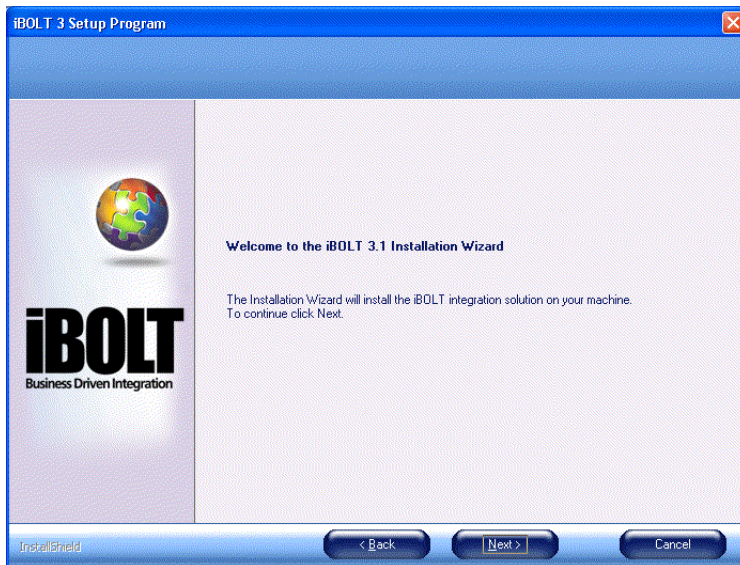 iBOLT 3 Setup Program
Welcome to the iBOLT 3.1 Installation Wizard
The Installation Wizard will install the iBOLT integration solution on your machine.
To continue click Next.
iBOLT
Business Driven Integration
InstallShield
< Back
Next >
Cancel